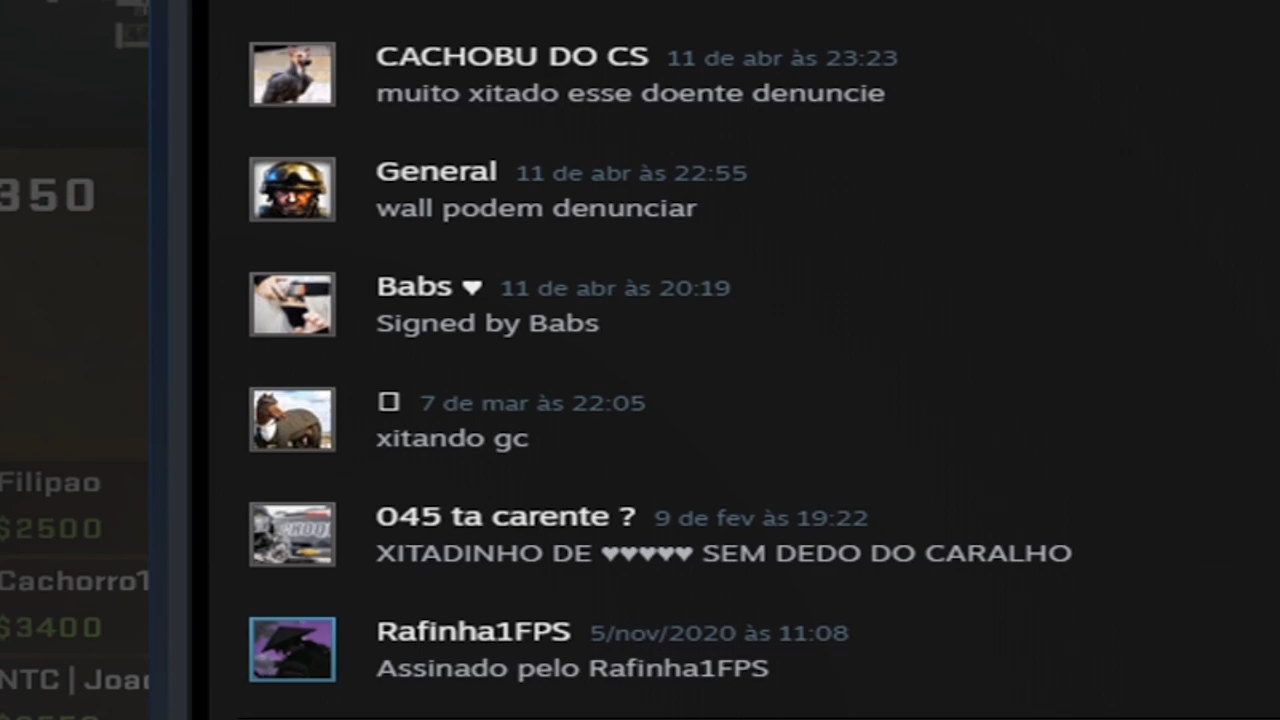 CACHOBU DO CS 11 de abr às 23:23
muito xitado esse doente denuncie
General 11 de abr às 22:55
wall podem denunciar
350
Babs ♥ 11 de abr às 20:19
Signed by Babs
□ 7 de mar às 22:05
xitando gc
Filipao
$2500
045 ta carente ? 9 de fev às 19:22
XITADINHO DE ♥♥♥♥♥ SEM DEDO DO CARALHO
Cachorro1
$3400
Rafinha1FPS 5/nov/2020 às 11:08
Assinado pelo Rafinha1FPS
NTC | Joao